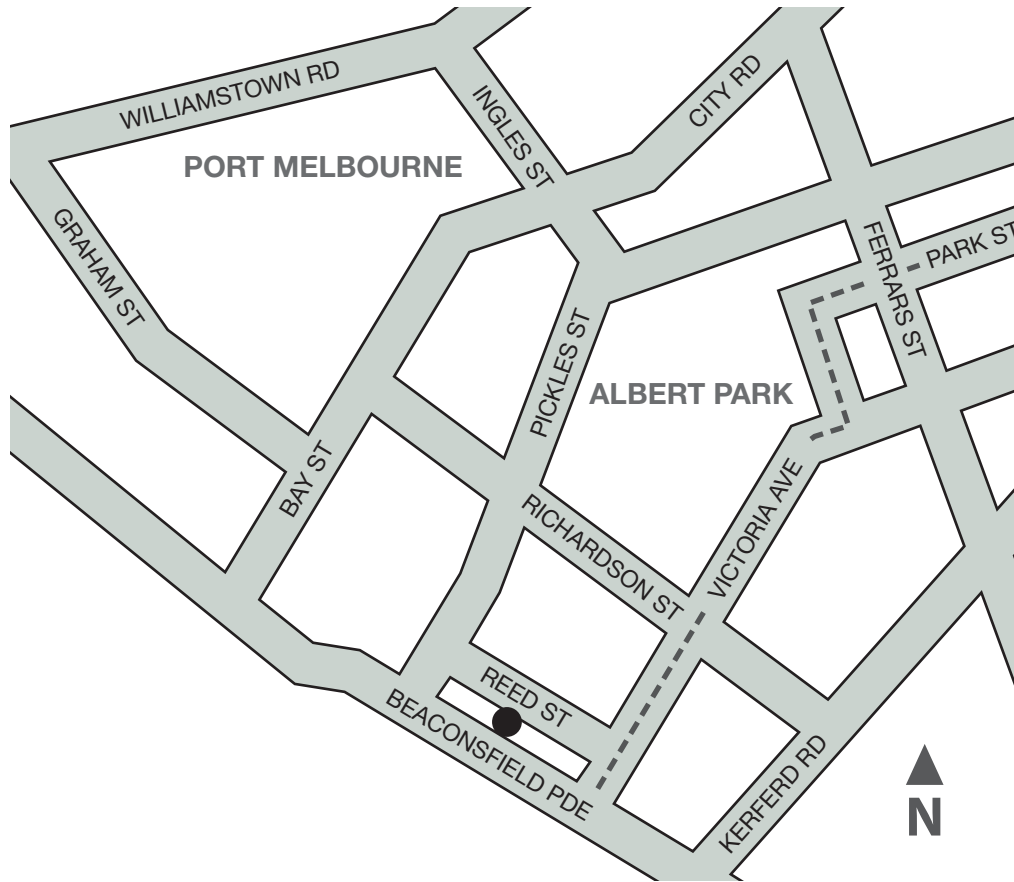 WILLIAMSTOWN RD
CITY RD
INGLES ST
PORT MELBOURNE
GRAHAM ST
FERRARS ST
PARK ST
PICKLES ST
ALBERT PARK
BAY ST
RICHARDSON ST
VICTORIA AVE
REED ST
BEACONSFIELD PDE
KERFERD RD
N